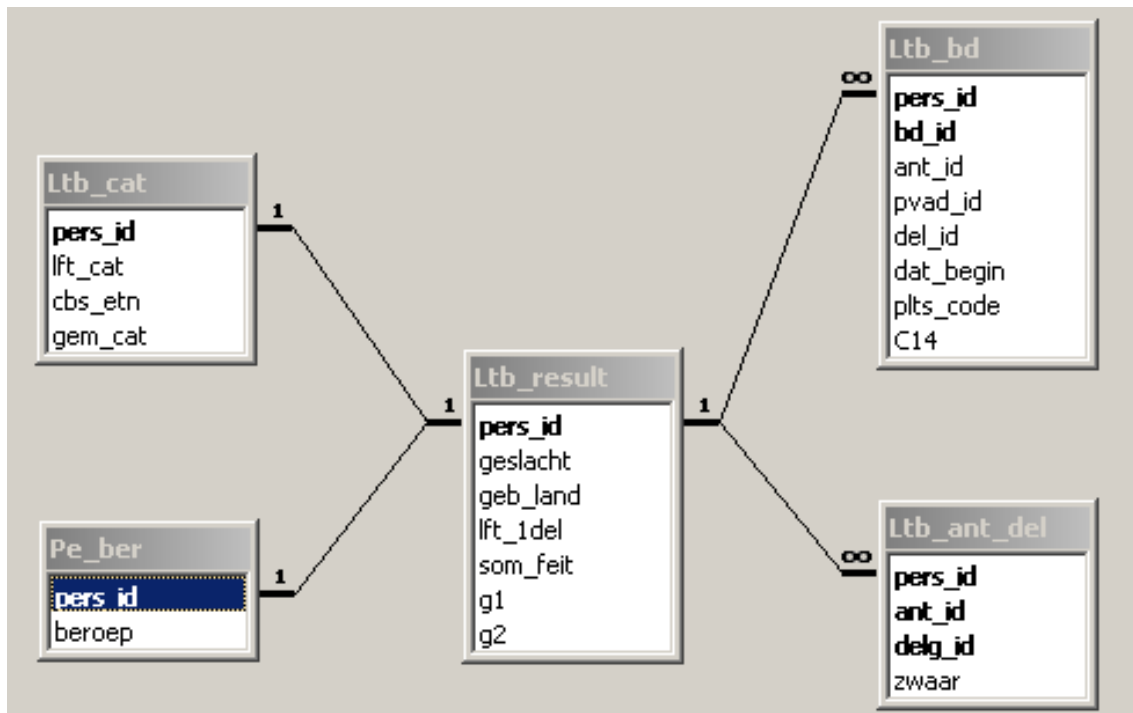 Ltb_cat
pers_id
lft_cat
cbs_etn
gem_cat
1
Pe_ber
pers_id
beroep
1
1
Ltb_result
pers_id
geslacht
geb_land
lft_1del
som_feit
g1
g2
1
∞
Ltb_bd
pers_id
bd_id
ant_id
pvad_id
del_id
dat_begin
plts_code
C14
∞
Ltb_ant_del
pers_id
ant_id
delg_id
zwaar